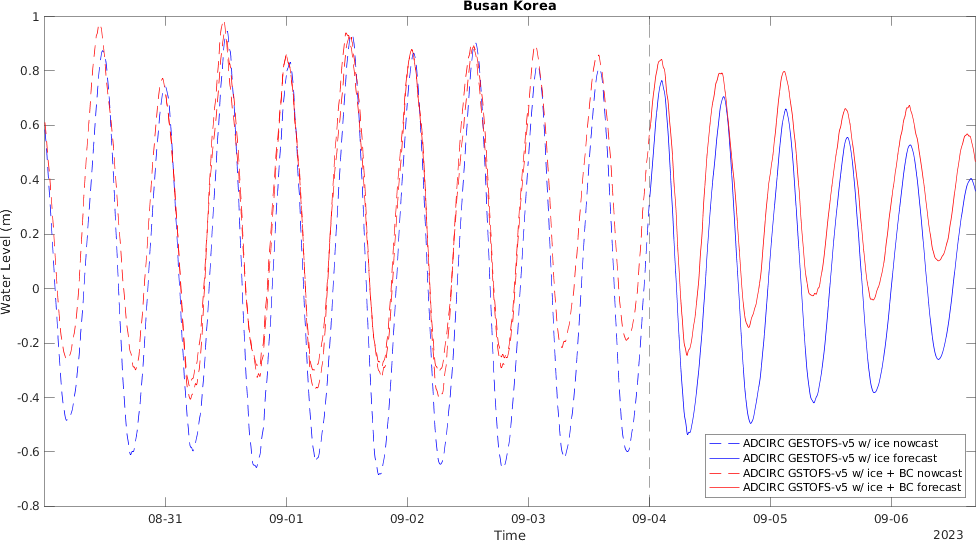 Busan Korea
Water Level (m)
1
0.8
0.6
0.4
0.2
0
-0.2
-0.4
-0.6
-0.8
ADCIRC GESTOFS-v5 w/ ice nowcast
ADCIRC GESTOFS-v5 w/ ice forecast
ADCIRC GSTOFS-v5 w/ ice + BC nowcast
ADCIRC GSTOFS-v5 w/ ice + BC forecast
08-31 09-01 09-02 09-03 09-04 09-05 09-06
Time
2023